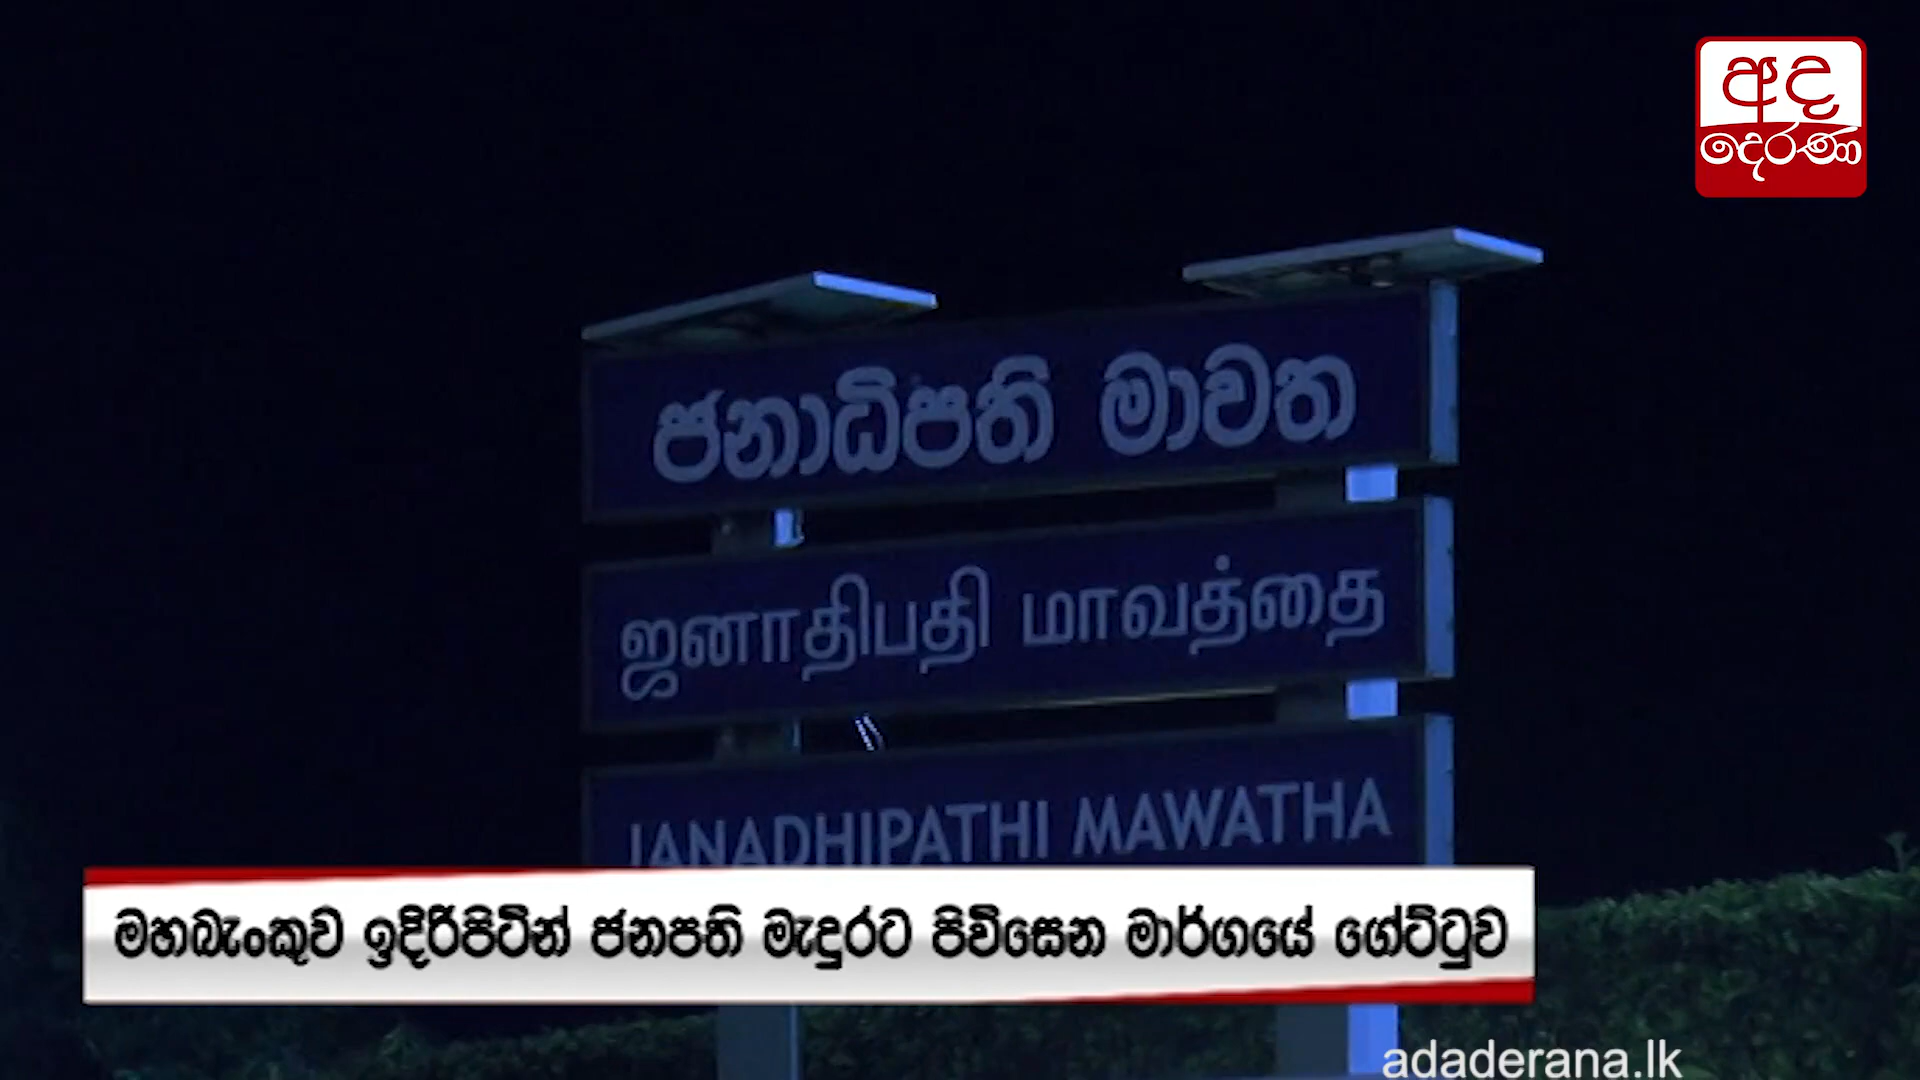 අද
දෙරණ
ජනාධිපති මාවත
ஜனாதிபதி மாவத்தை
JANADHIPATHI MAWATHA
මහබැංකුව ඉදිරිපිටින් ජනපති මැදුරට පිවිසෙන මාර්ගයේ ගේට්ටුව
adaderana.lk